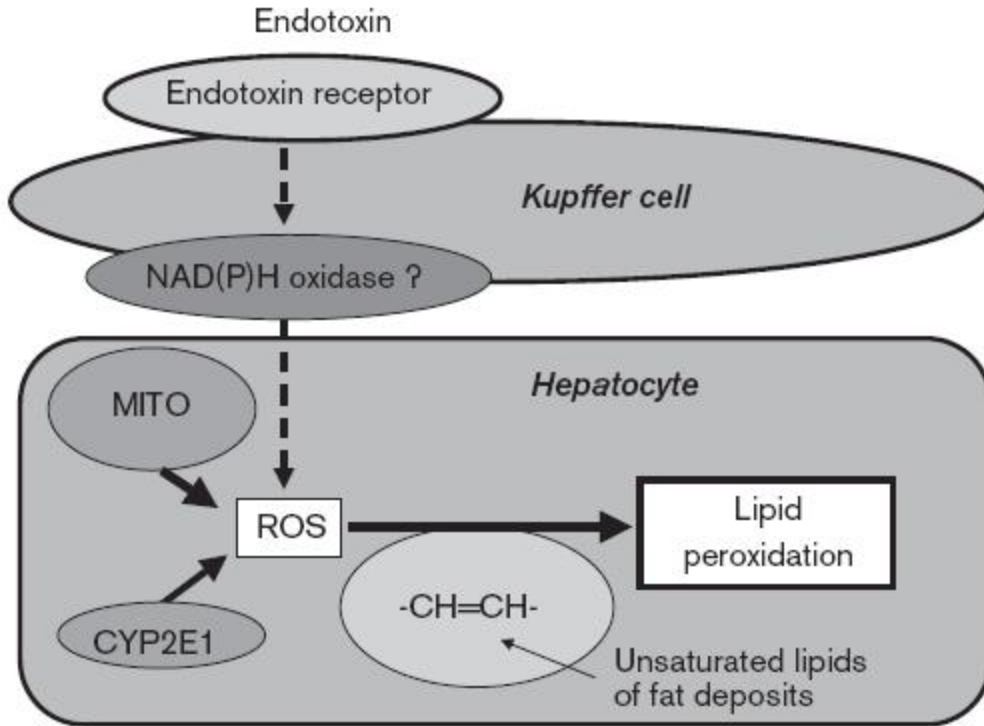 Endotoxin
Endotoxin receptor
Kupffer cell
NAD(P)H oxidase ?
Hepatocyte
MITO
ROS
Lipid
peroxidation
-CH=CH-
CYP2E1
Unsaturated lipids
of fat deposits